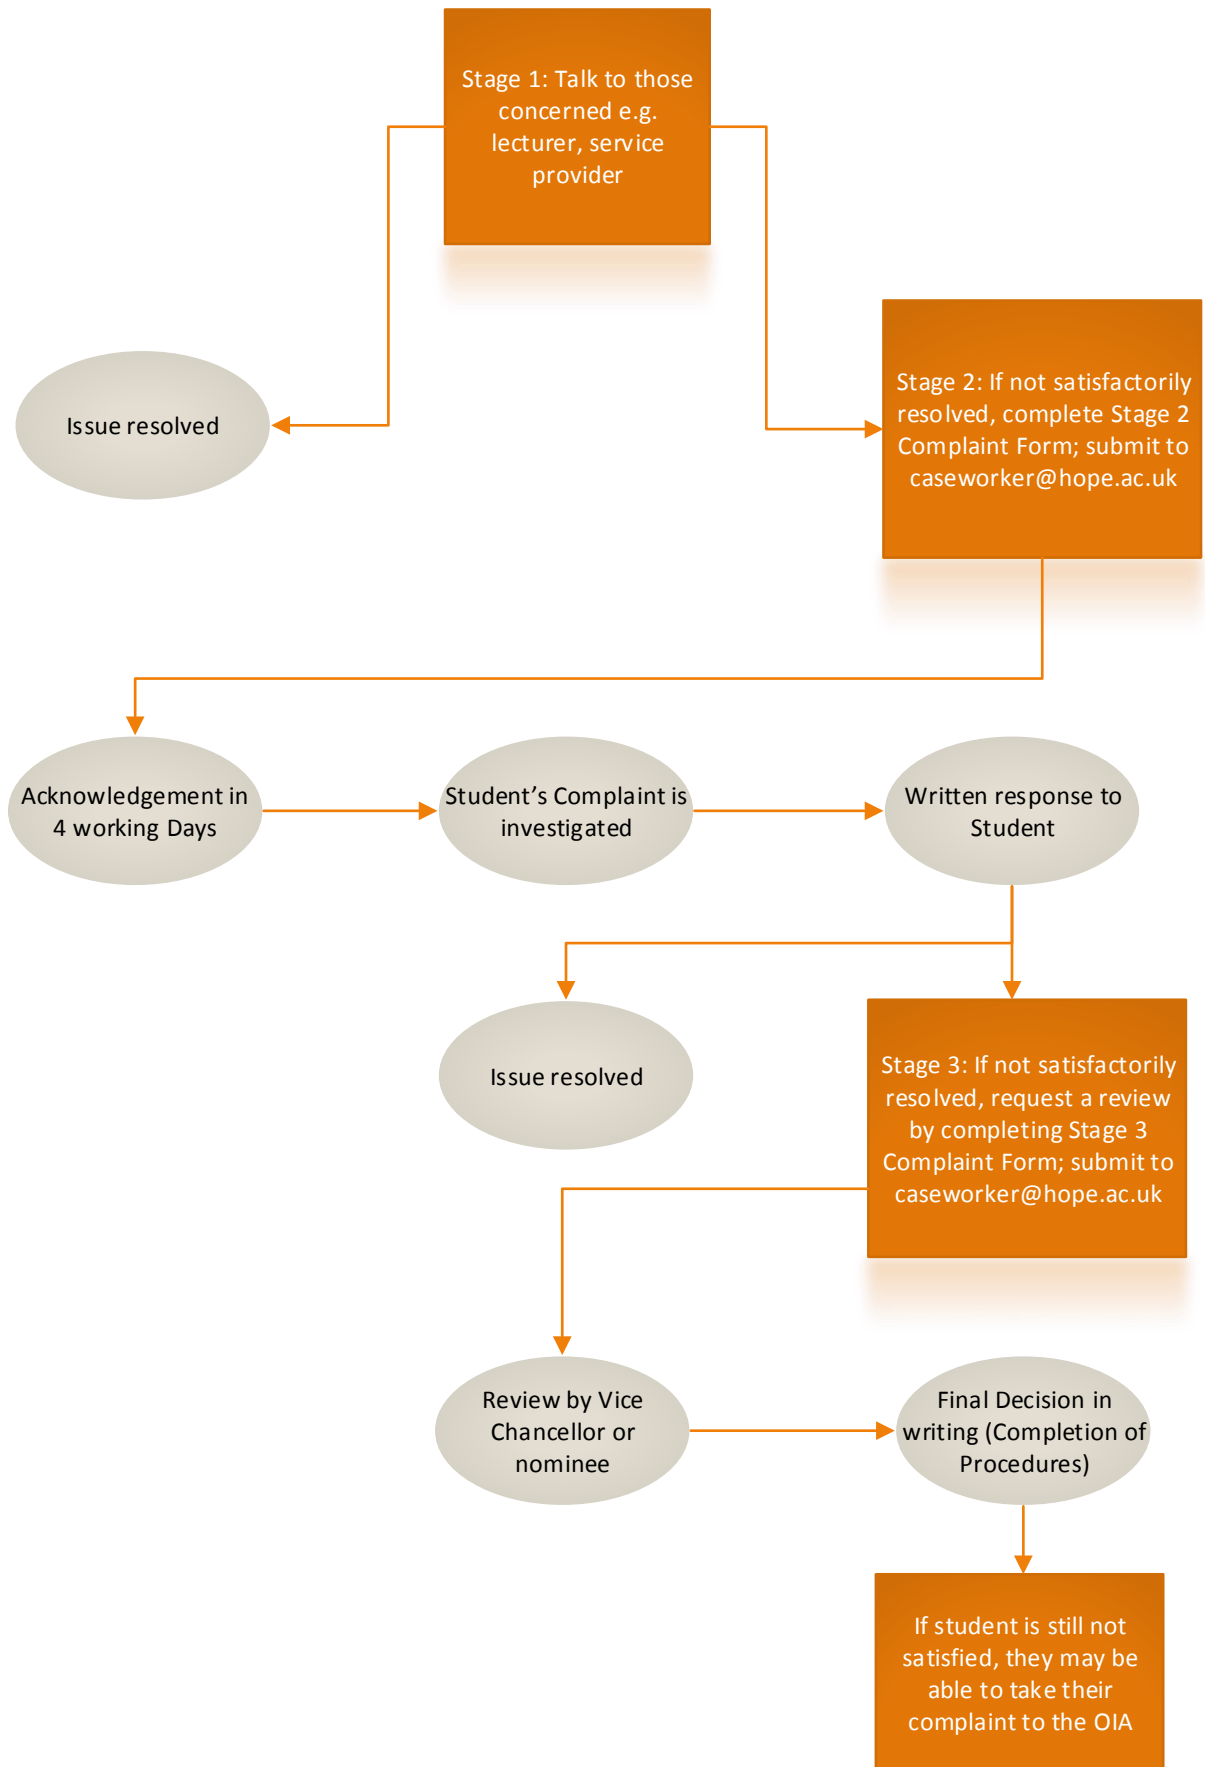 Stage 1: Talk to those
concerned e.g.
lecturer, service
provider
Issue resolved
Stage 2: If not satisfactorily
resolved, complete Stage 2
Complaint Form; submit to
caseworker@hope.ac.uk
Acknowledgement in
4 working Days
Student’s Complaint is
investigated
Written response to
Student
Issue resolved
Stage 3: If not satisfactorily
resolved, request a review
by completing Stage 3
Complaint Form; submit to
caseworker@hope.ac.uk
Review by Vice
Chancellor or
nominee
Final Decision in
writing (Completion of
Procedures)
If student is still not
satisfied, they may be
able to take their
complaint to the OIA